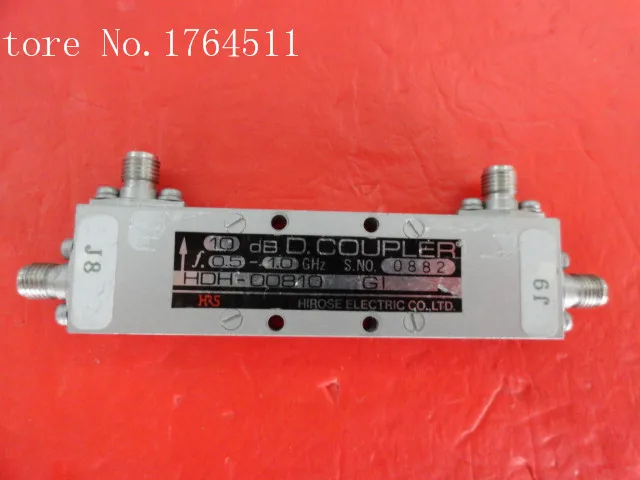 tore No. 1764511
J8
10 dB D. COUPLER
f. 0.5 - 1.0 GHz S.NO. 0882
HDH-00810 G1
HRS HIROSE ELECTRIC CO.,LTD.
J9